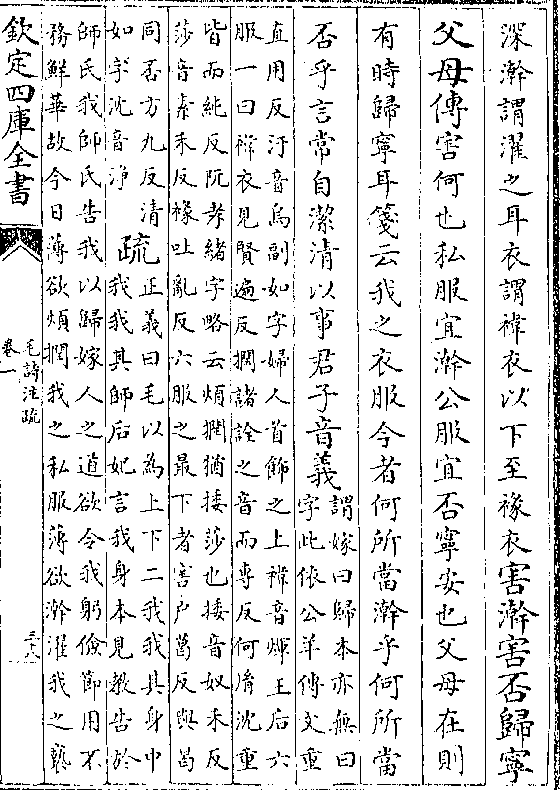 深澣謂濯之耳衣謂褘衣以下至褖衣害澣害否歸寧
父母傳害何也私服宜澣公服宜否寧安也父母在則
有時歸寧耳箋云我之衣服今者何所當澣乎何所當
否乎言常自潔清以事君子音義謂嫁曰歸本亦無曰
字此依公羊傳文重
直用反汙音烏副如字婦人首飾之上褘音煇王后六
服一曰褘衣見賢遍反撋諸詮之音而專反何胤沈重
皆而純反阮孝緒字略云煩撋猶捼莎也捼音奴禾反
莎音素禾反褖吐亂反六服之最下者害户葛反與曷
同否方九反清
如字沈音淨疏正義曰毛以為上下二我我其身中
我我其師后妃言我身本見教告於
師氏我師氏告我以歸嫁人之道欲令我躬儉節用不
務鮮華故今日薄欲煩撋我之私服薄欲澣濯我之褻
欽定四庫全書
毛詩注疏
卷一
三十八